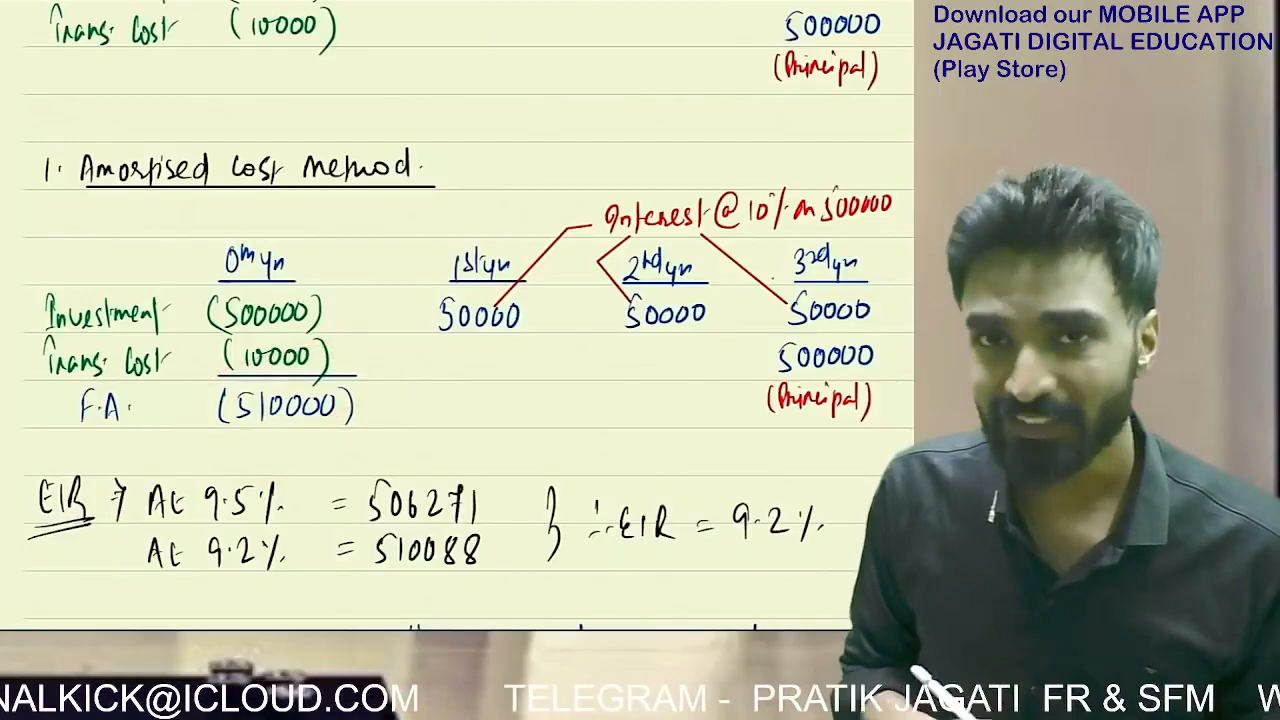 Trans. Cost (10000) 500000
(Principal)
1. Amortised Cost Method.
Interest @ 10% on 500000
0th yr 1st yr 2nd yr 3rd yr
Investment (500000) 50000 50000 50000
Trans. Cost (10000) 500000
F.A. (510000) (Principal)
EIR → At 9.5% = 506271
At 9.2% = 510088 } ∴ EIR = 9.2%
Download our MOBILE APP
JAGATI DIGITAL EDUCATION
(Play Store)
NALKICK@ICLOUD.COM TELEGRAM - PRATIK JAGATI FR & SFM W